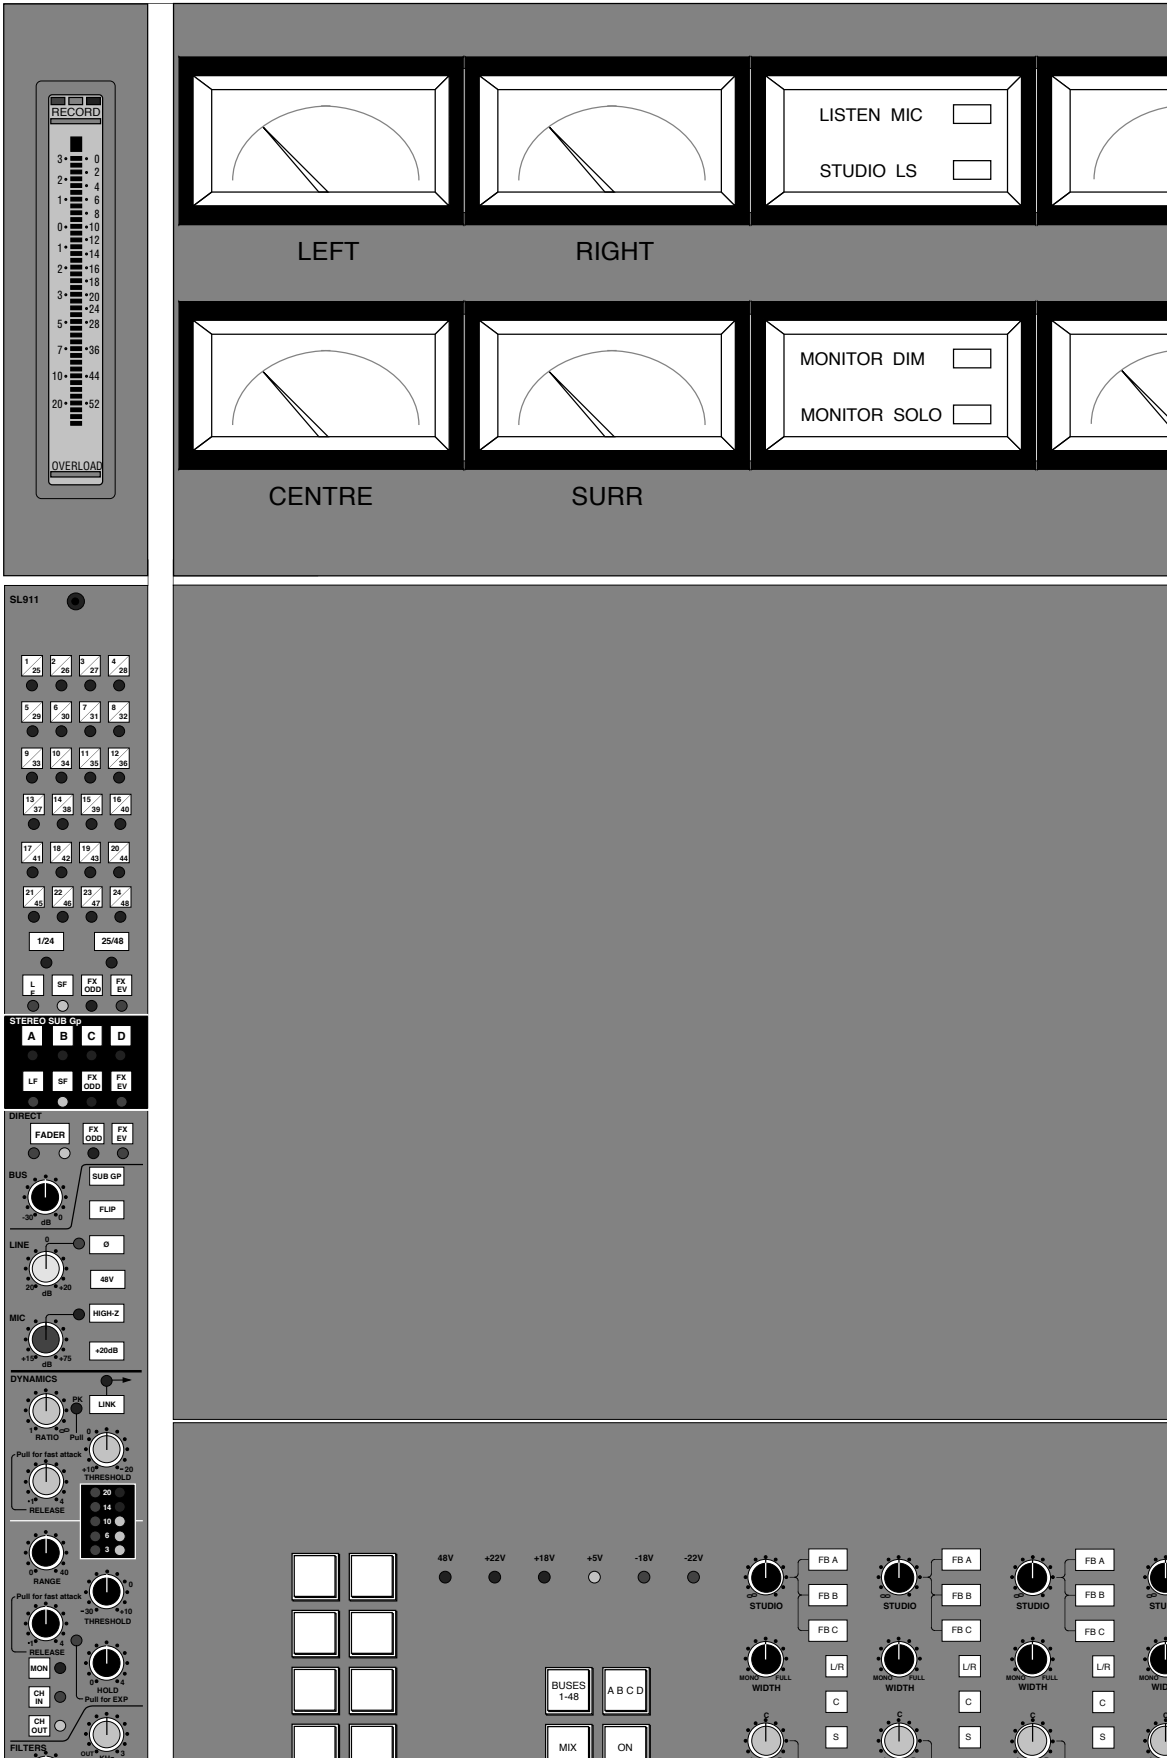 RECORD
3 0
2
2 4
1 6
8
0 10
12
1 14
2 16
18
3 20
24
5 28
7 36
10 44
20 52
OVERLOAD
LISTEN MIC
STUDIO LS
LEFT RIGHT
MONITOR DIM
MONITOR SOLO
CENTRE SURR
SL911
1 25 2 26 3 27 4 28
5 29 6 30 7 31 8 32
9 33 10 34 11 35 12 36
13 37 14 38 15 39 16 40
17 41 18 42 19 43 20 44
21 45 22 46 23 47 24 48
1/24 25/48
L F SF FX ODD FX EV
STEREO SUB Gp
A B C D
LF SF FX ODD FX EV
DIRECT
FADER FX ODD FX EV
BUS SUB GP
-30 0
dB
FLIP
LINE 0 Ø
20 +20
dB
48V
MIC HIGH-Z
+15 +75
dB
+20dB
DYNAMICS
PK LINK
1 ∞
RATIO Pull
0
Pull for fast attack
+10 -20
THRESHOLD
.1 4
RELEASE
20
14
10
6
3
0 40
RANGE
0
Pull for fast attack
-30 +10
THRESHOLD
.1 4
RELEASE
MON
0 4
HOLD
Pull for EXP
CH IN
CH OUT
FILTERS
OUT 3
KHz
48V +22V +18V +5V -18V -22V
FB A FB A FB A
∞ ∞ ∞ ∞
FB B FB B FB B
STUDIO STUDIO STUDIO STU
FB C FB C FB C
L/R L/R L/R
MONO FULL MONO FULL MONO FULL MONO
WIDTH WIDTH WIDTH WID
BUSES 1-48 A B C D
C C C
C C C C
S S S
MIX ON